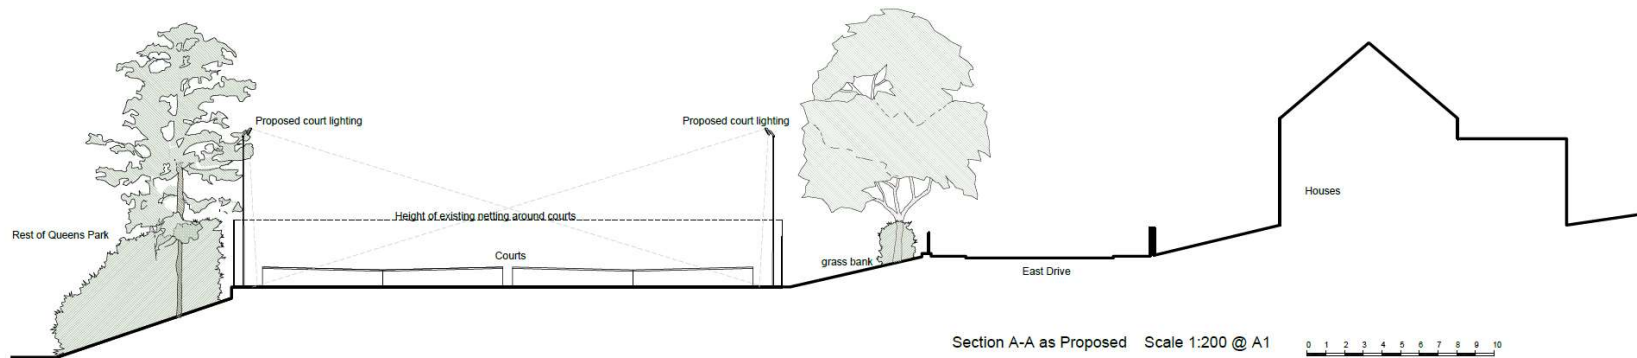 Proposed court lighting
Proposed court lighting
Height of existing netting around courts
Rest of Queens Park
Courts
grass bank
East Drive
Houses
Section A-A as Proposed Scale 1:200 @ A1
0 1 2 3 4 5 6 7 8 9 10